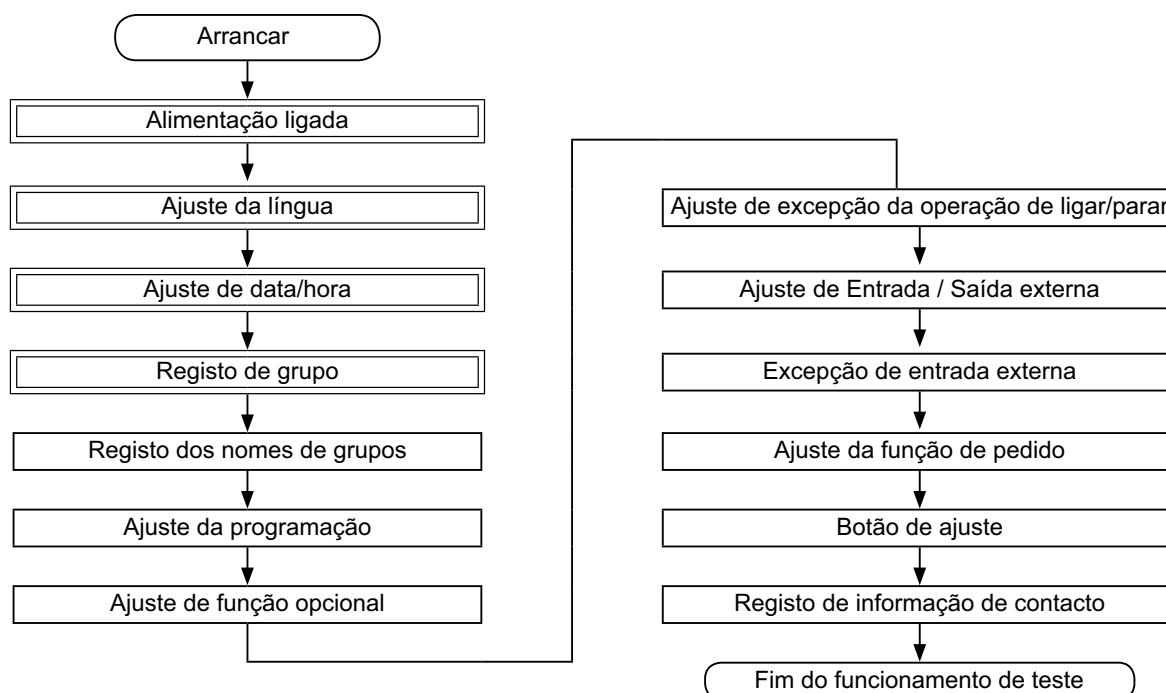 Arrancar
Alimentação ligada
Ajuste da língua
Ajuste de data/hora
Registo de grupo
Registo dos nomes de grupos
Ajuste da programação
Ajuste de função opcional
Ajuste de excepção da operação de ligar/parar
Ajuste de Entrada / Saída externa
Excepção de entrada externa
Ajuste da função de pedido
Botão de ajuste
Registo de informação de contacto
Fim do funcionamento de teste